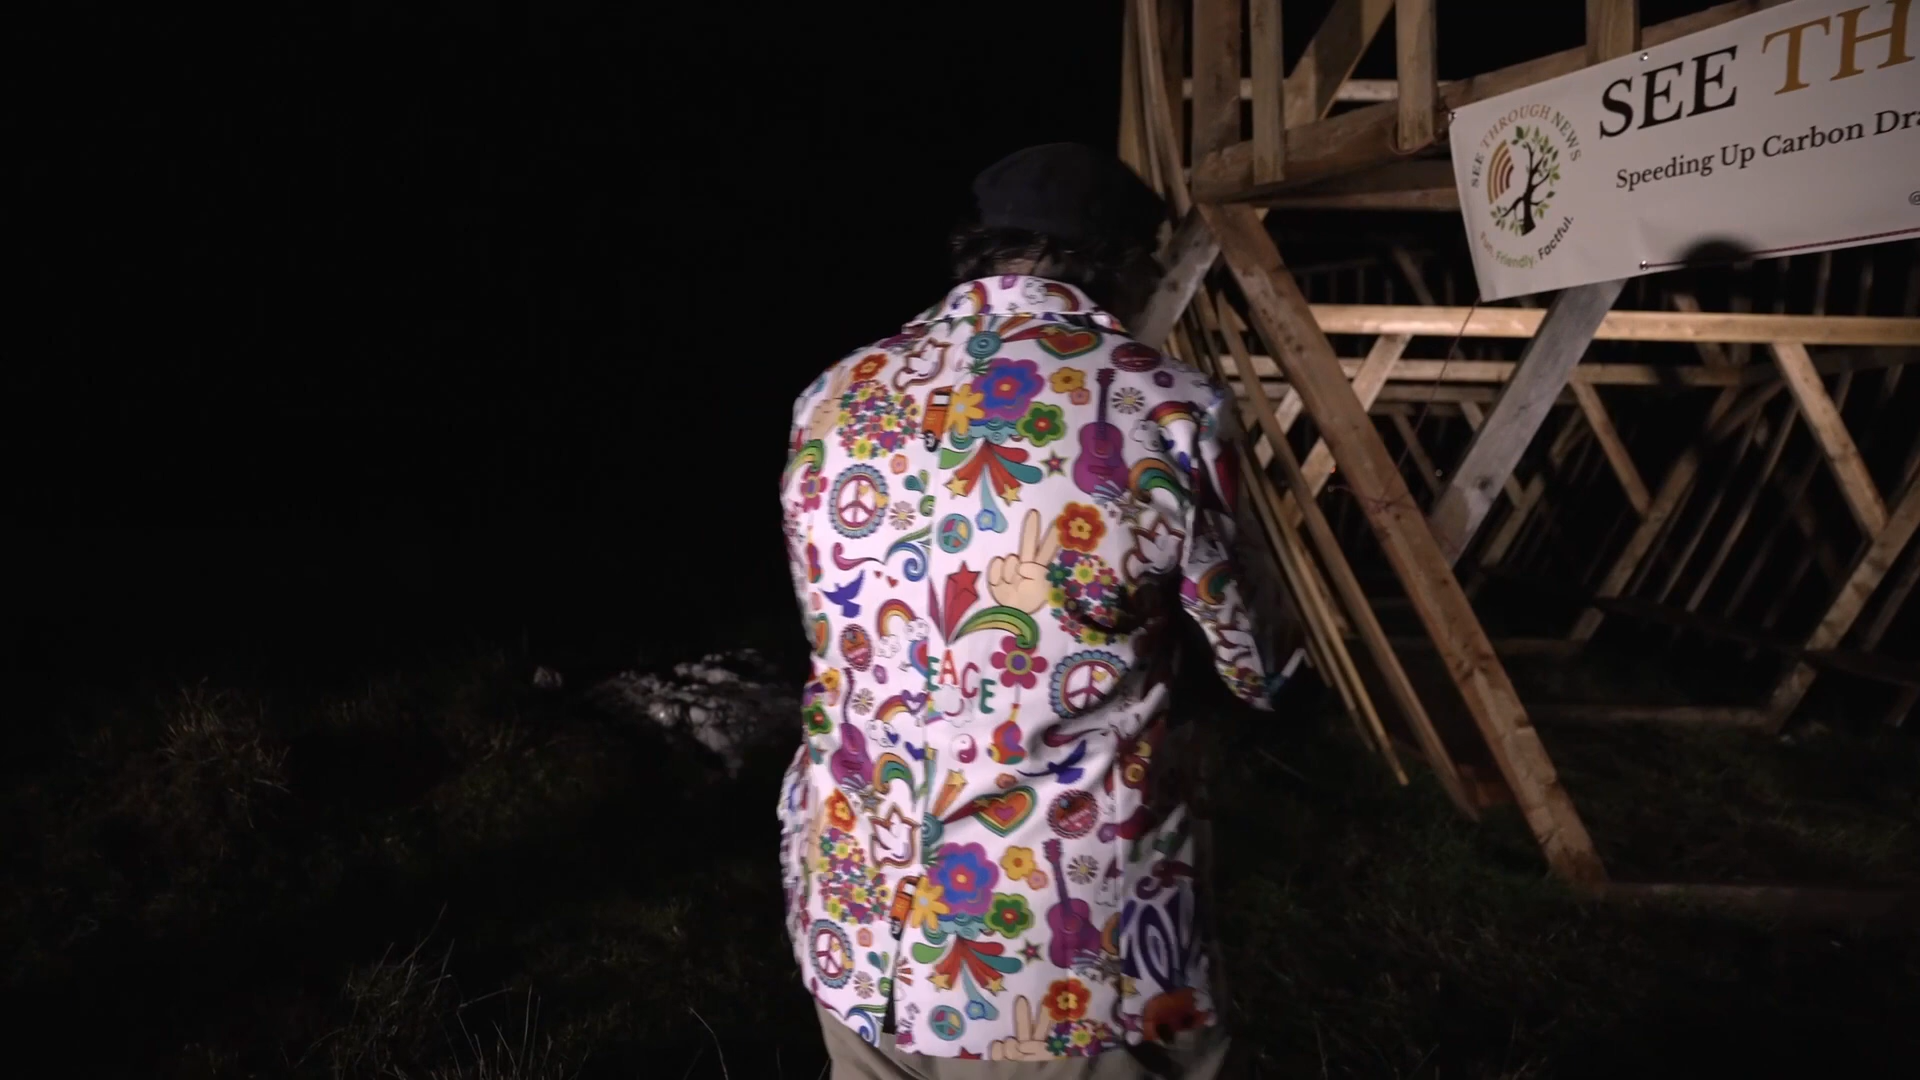 SEE TH
Speeding Up Carbon Dra
@
SEE THROUGH NEWS
Fun. Friendly. Factful.
EACE